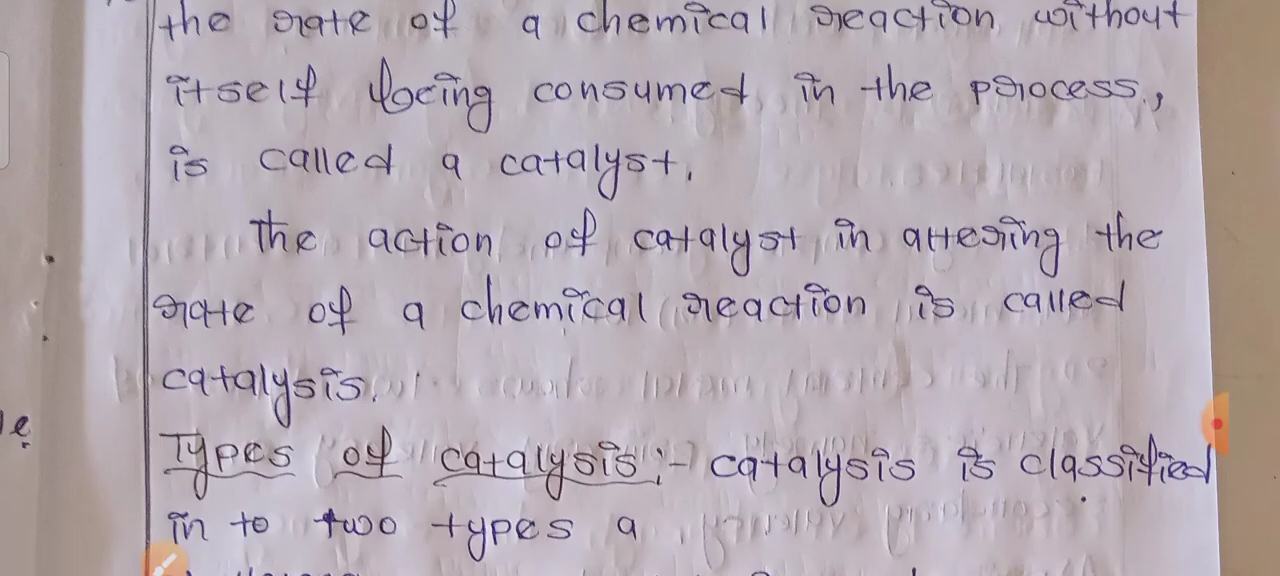 the rate of a chemical reaction without
itself being consumed in the process,
is called a catalyst.
The action of catalyst in altering the
rate of a chemical reaction is called
catalysis.
Types of catalysis :- catalysis is classified
in to two types a